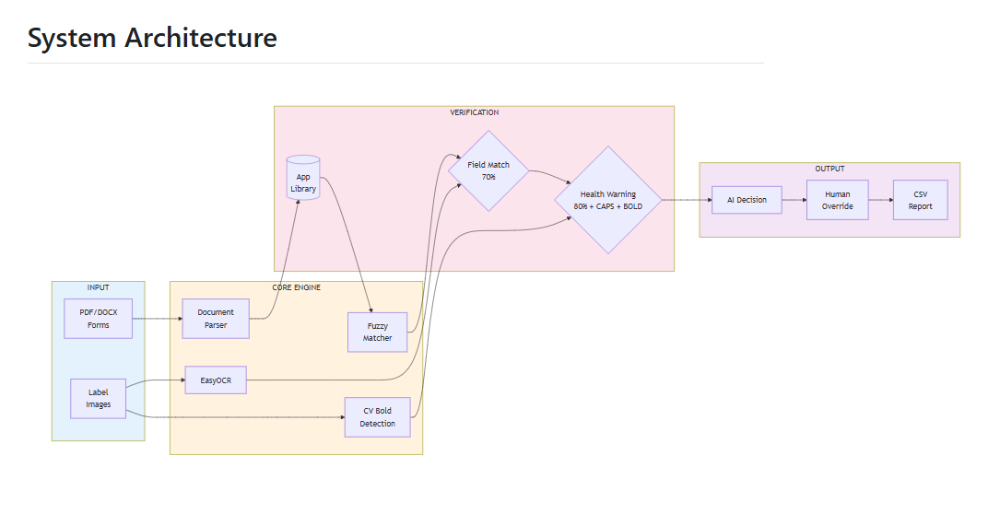 System Architecture
VERIFICATION
App
Library
Field Match
70%
Health Warning
80% + CAPS + BOLD
OUTPUT
AI Decision
Human
Override
CSV
Report
INPUT
PDF/DOCX
Forms
Label
Images
CORE ENGINE
Document
Parser
Fuzzy
Matcher
EasyOCR
CV Bold
Detection